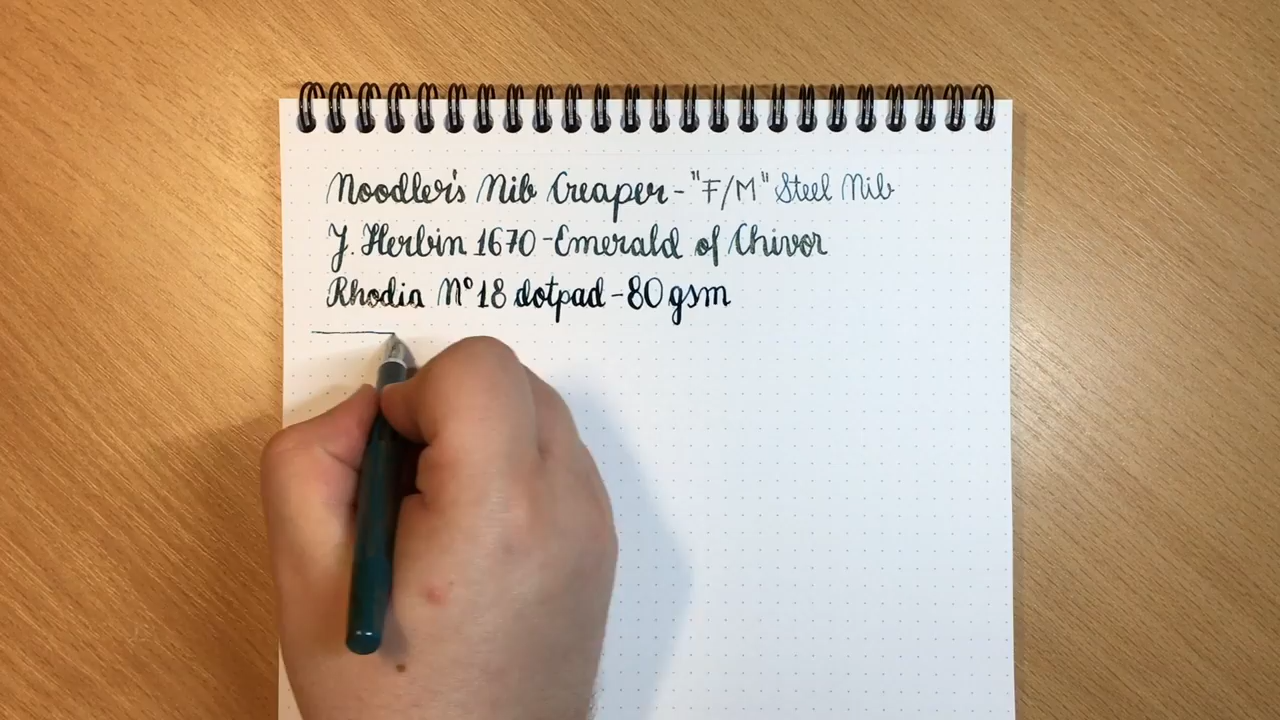 Noodler's Nib Creaper - "F/M" Steel Nib
J. Herbin 1670 - Emerald of Chivor
Rhodia N°18 dotpad - 80 gsm